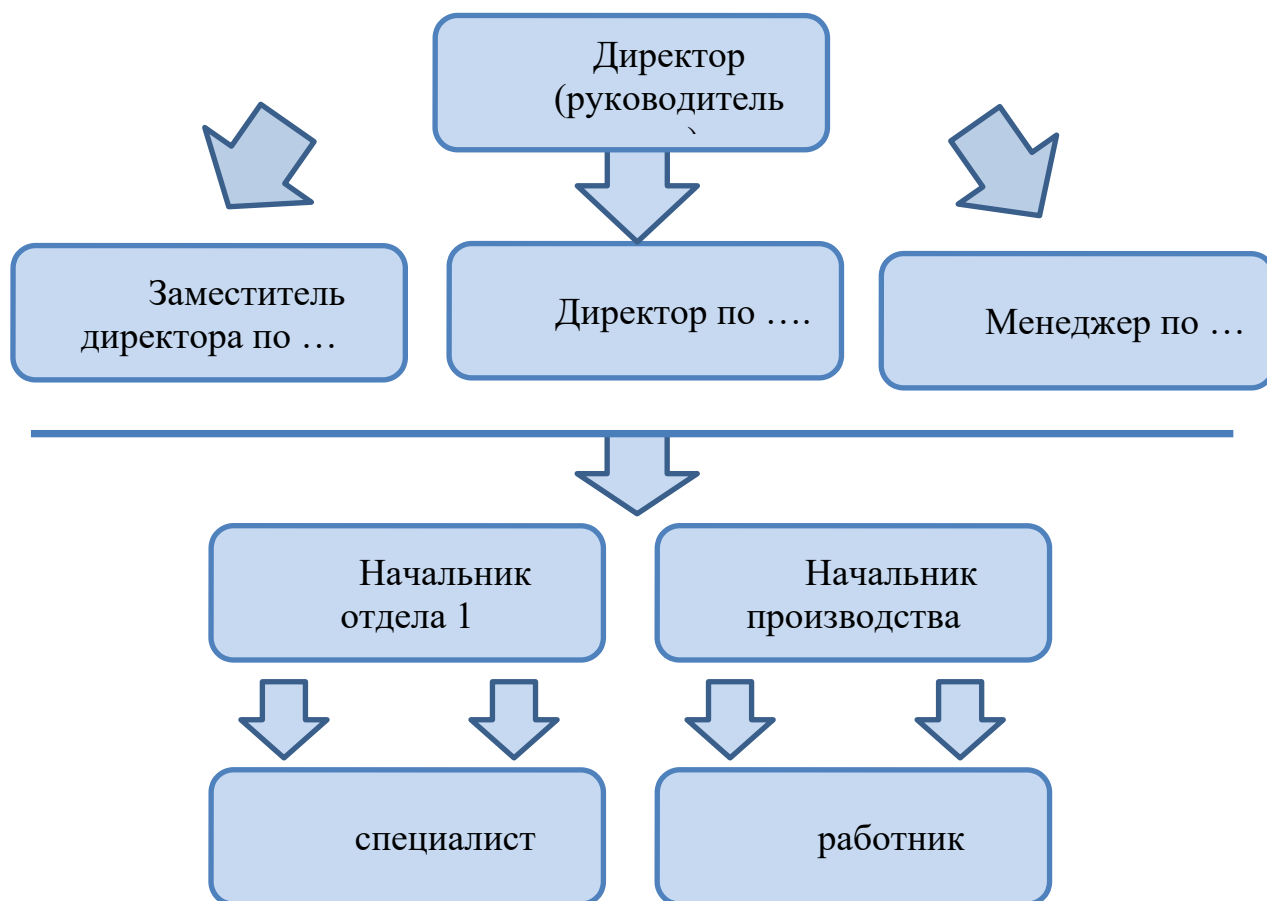 Директор
(руководитель
)
Заместитель
директора по …
Директор по ….
Менеджер по …
Начальник
отдела 1
Начальник
производства
специалист
работник